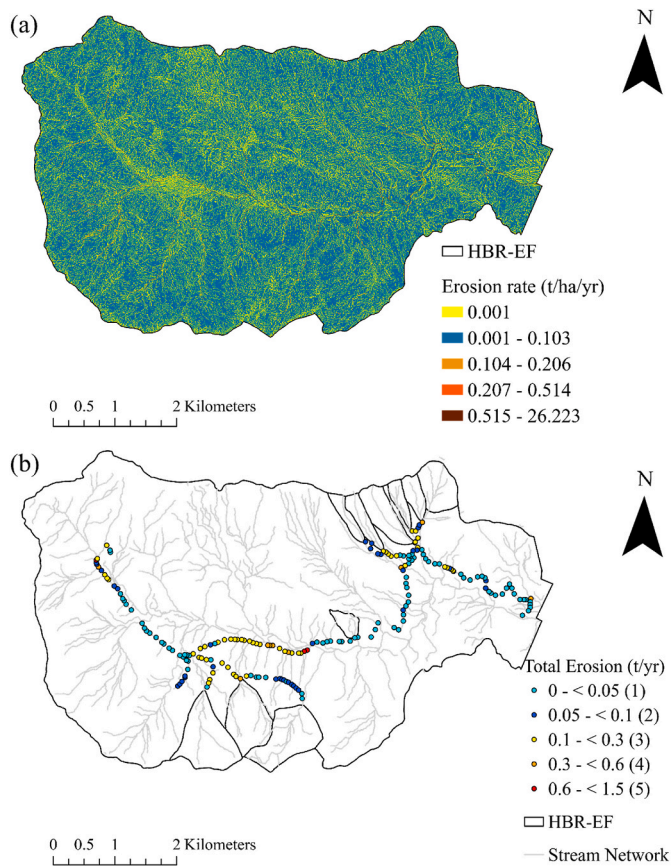 (a)
N
HBR-EF
Erosion rate (t/ha/yr)
0.001
0.001 - 0.103
0.104 - 0.206
0.207 - 0.514
0.515 - 26.223
0 0.5 1 2 Kilometers
(b)
N
Total Erosion (t/yr)
0 - < 0.05 (1)
0.05 - < 0.1 (2)
0.1 - < 0.3 (3)
0.3 - < 0.6 (4)
0.6 - < 1.5 (5)
HBR-EF
Stream Network
0 0.5 1 2 Kilometers